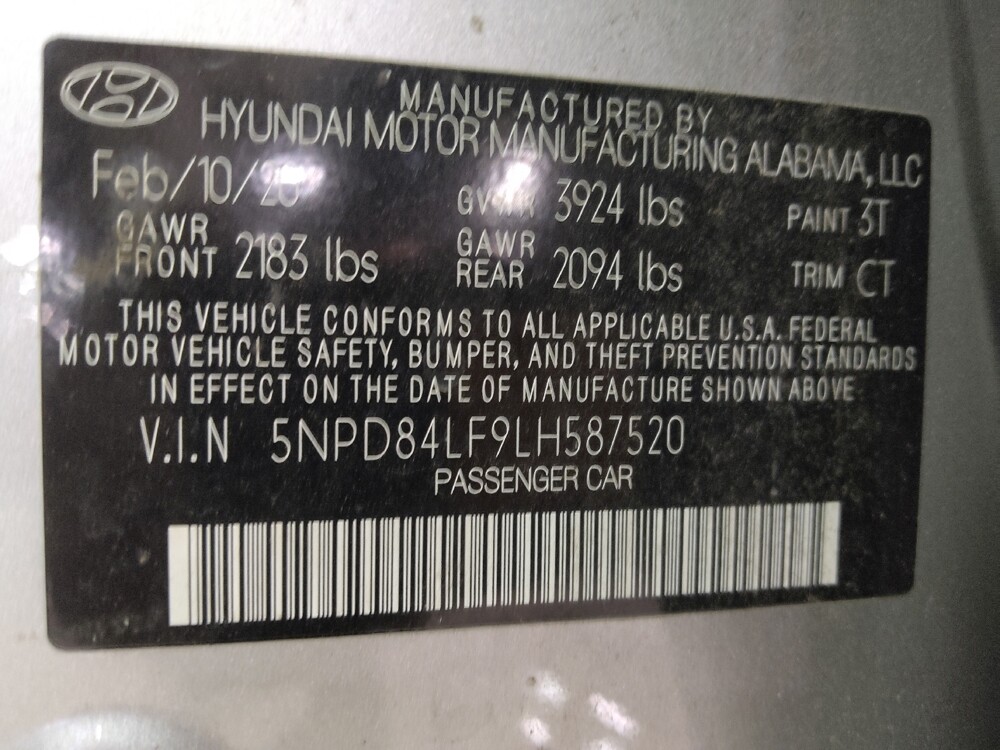 MANUFACTURED BY
HYUNDAI MOTOR MANUFACTURING ALABAMA, LLC
Feb/10/20 GVWR 3924 lbs PAINT 3T
GAWR FRONT 2183 lbs GAWR REAR 2094 lbs TRIM CT
THIS VEHICLE CONFORMS TO ALL APPLICABLE U.S.A. FEDERAL
MOTOR VEHICLE SAFETY, BUMPER, AND THEFT PREVENTION STANDARDS
IN EFFECT ON THE DATE OF MANUFACTURE SHOWN ABOVE
V.I.N 5NPD84LF9LH587520
PASSENGER CAR